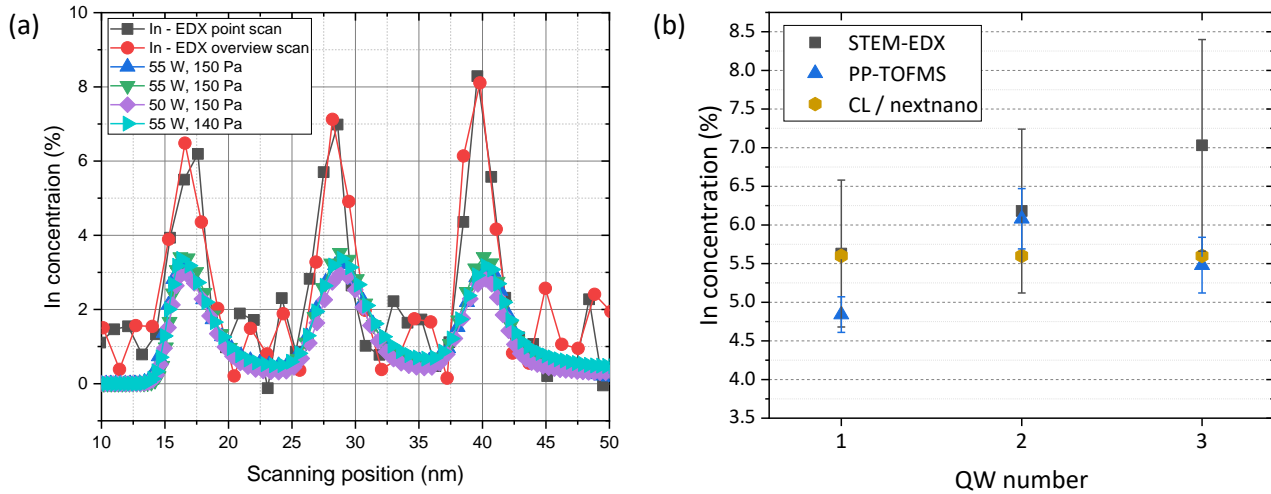 (a)
In - EDX point scan
In - EDX overview scan
55 W, 150 Pa
55 W, 150 Pa
50 W, 150 Pa
55 W, 140 Pa
In concentraion (%)
10
8
6
4
2
0
10 15 20 25 30 35 40 45 50
Scanning position (nm)
(b)
STEM-EDX
PP-TOFMS
CL / nextnano
In concentration (%)
8.5
8.0
7.5
7.0
6.5
6.0
5.5
5.0
4.5
4.0
3.5
1 2 3
QW number